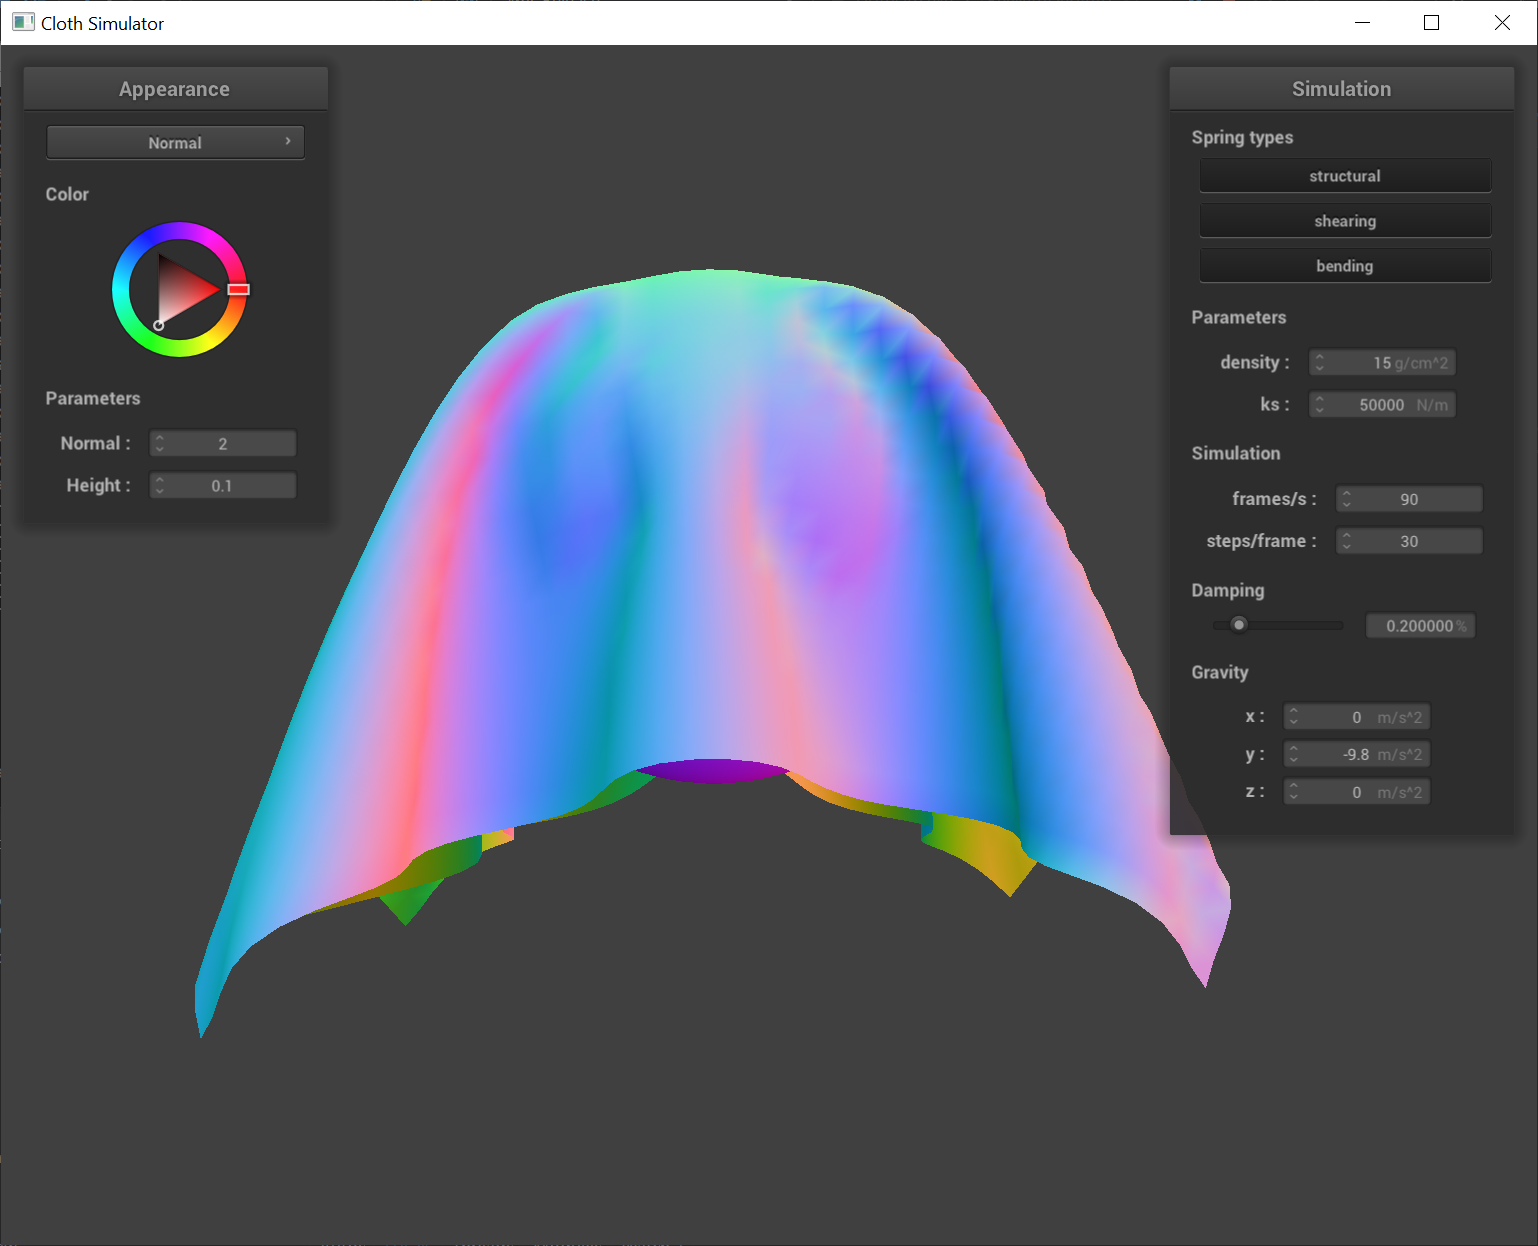 Cloth Simulator
Appearance
Normal
Color
Parameters
Normal : 2
Height : 0.1
Simulation
Spring types
structural
shearing
bending
Parameters
density : 15 g/cm^2
ks : 50000 N/m
Simulation
frames/s : 90
steps/frame : 30
Damping
0.200000 %
Gravity
x : 0 m/s^2
y : -9.8 m/s^2
z : 0 m/s^2